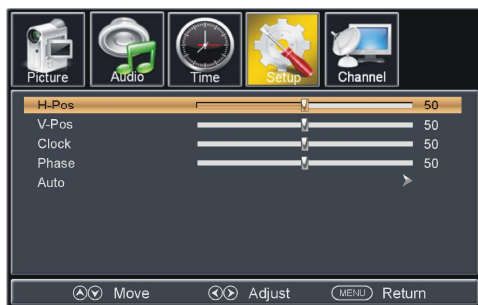 Picture Audio Time Setup Channel
H-Pos 50
V-Pos 50
Clock 50
Phase 50
Auto
Move Adjust MENU Return